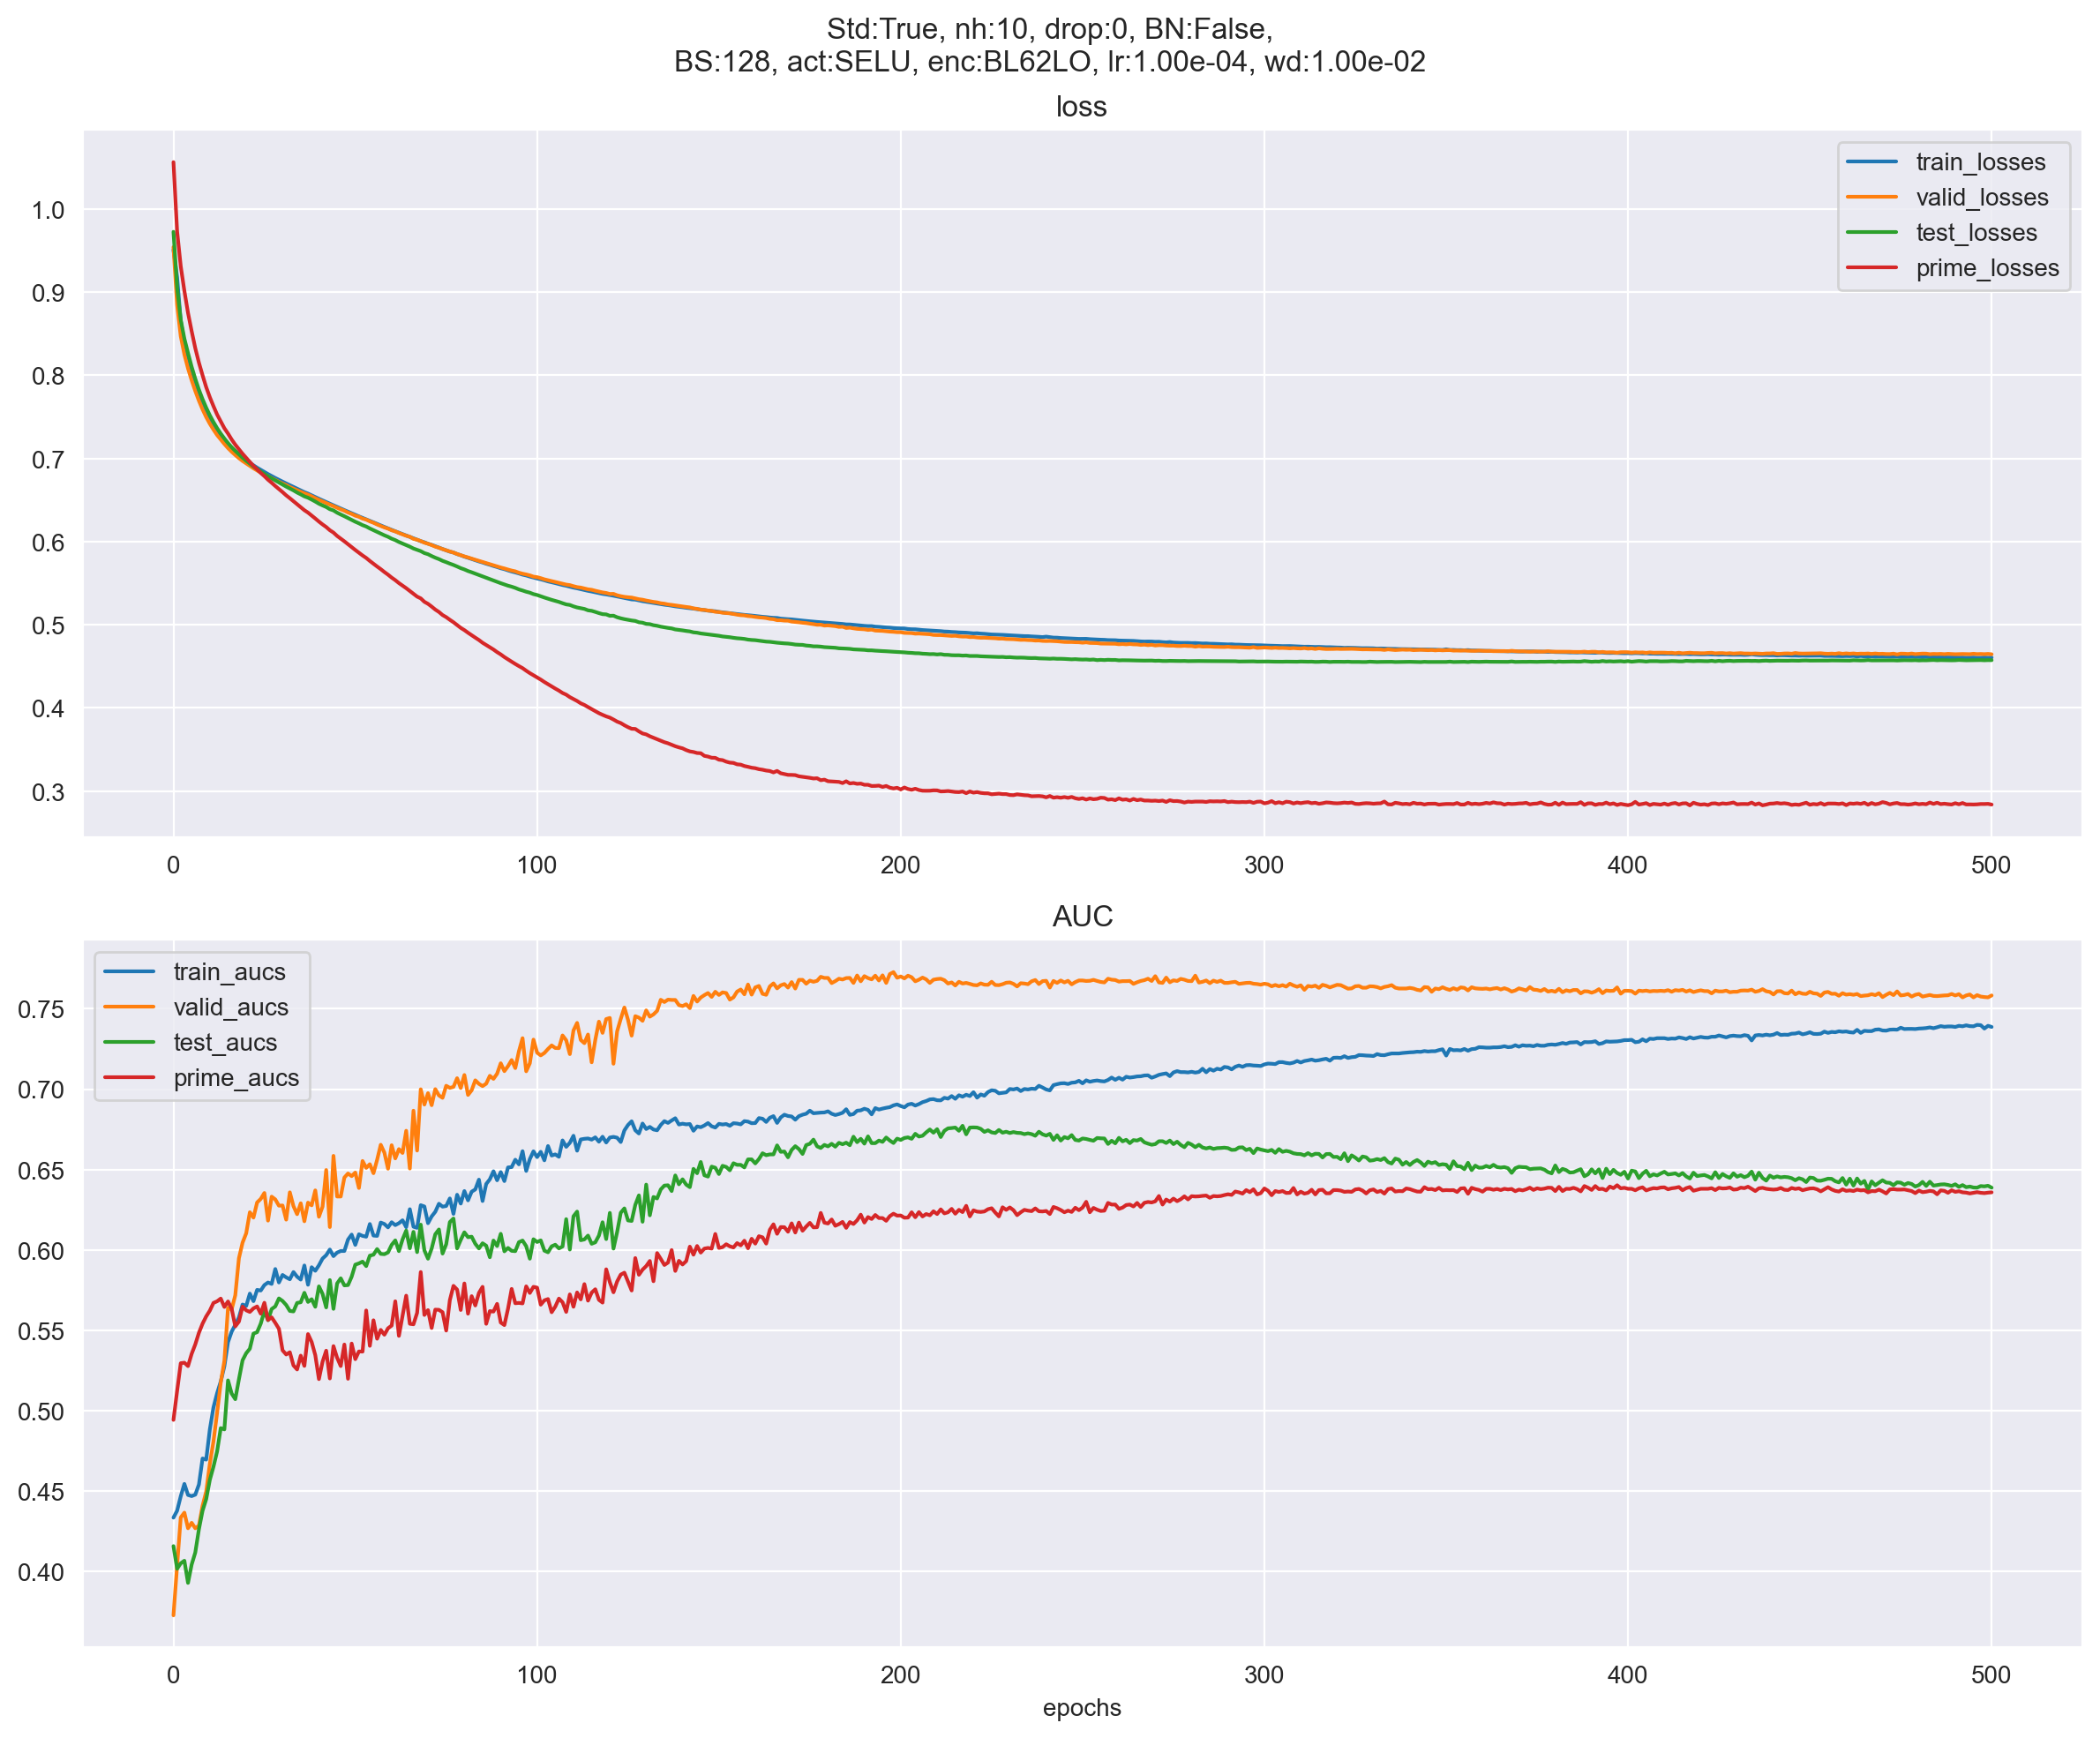 Std:True, nh:10, drop:0, BN:False,
BS:128, act:SELU, enc:BL62LO, lr:1.00e-04, wd:1.00e-02
loss
train_losses
valid_losses
test_losses
prime_losses
1.0
0.9
0.8
0.7
0.6
0.5
0.4
0.3
0 100 200 300 400 500
AUC
train_aucs
valid_aucs
test_aucs
prime_aucs
0.75
0.70
0.65
0.60
0.55
0.50
0.45
0.40
0 100 200 300 400 500
epochs